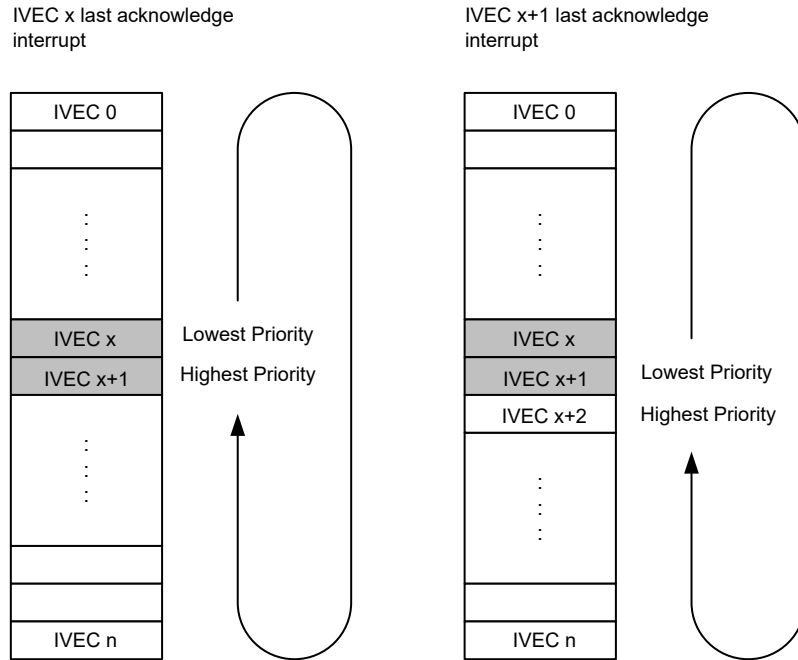 IVEC x last acknowledge
interrupt
IVEC 0
.
.
.
IVEC x
Lowest Priority
IVEC x+1
Highest Priority
.
.
.
IVEC n
IVEC x+1 last acknowledge
interrupt
IVEC 0
.
.
.
IVEC x
IVEC x+1
Lowest Priority
IVEC x+2
Highest Priority
.
.
.
IVEC n